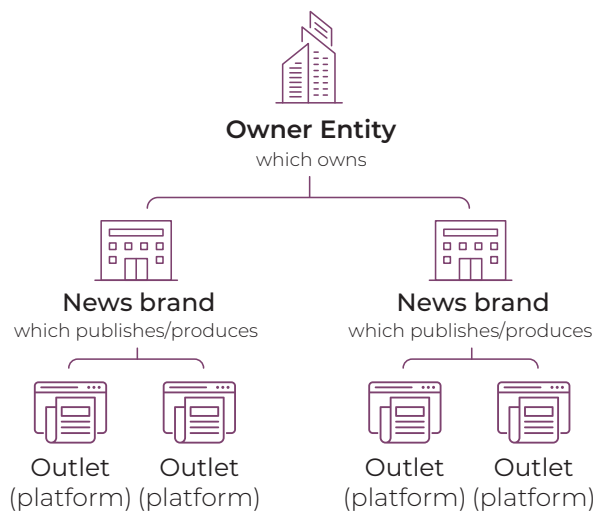 Owner Entity
which owns
News brand
which publishes/produces
News brand
which publishes/produces
Outlet
(platform)
Outlet
(platform)
Outlet
(platform)
Outlet
(platform)